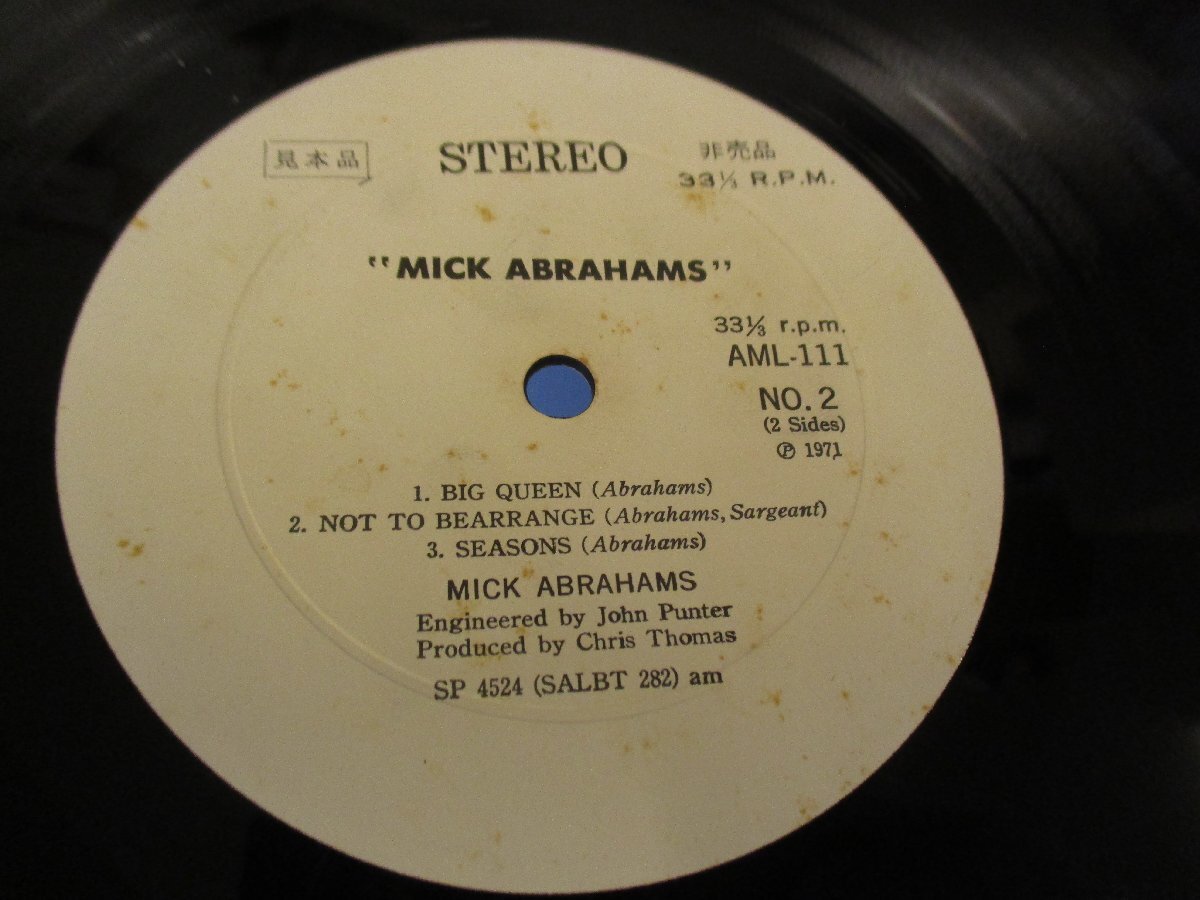 見本品 STEREO 非売品
33⅓ R.P.M.
"MICK ABRAHAMS"
33⅓ r.p.m.
AML-111
NO. 2
(2 Sides)
Ⓟ 1971
1. BIG QUEEN (Abrahams)
2. NOT TO BEARRANGE (Abrahams, Sargeant)
3. SEASONS (Abrahams)
MICK ABRAHAMS
Engineered by John Punter
Produced by Chris Thomas
SP 4524 (SALBT 282) am